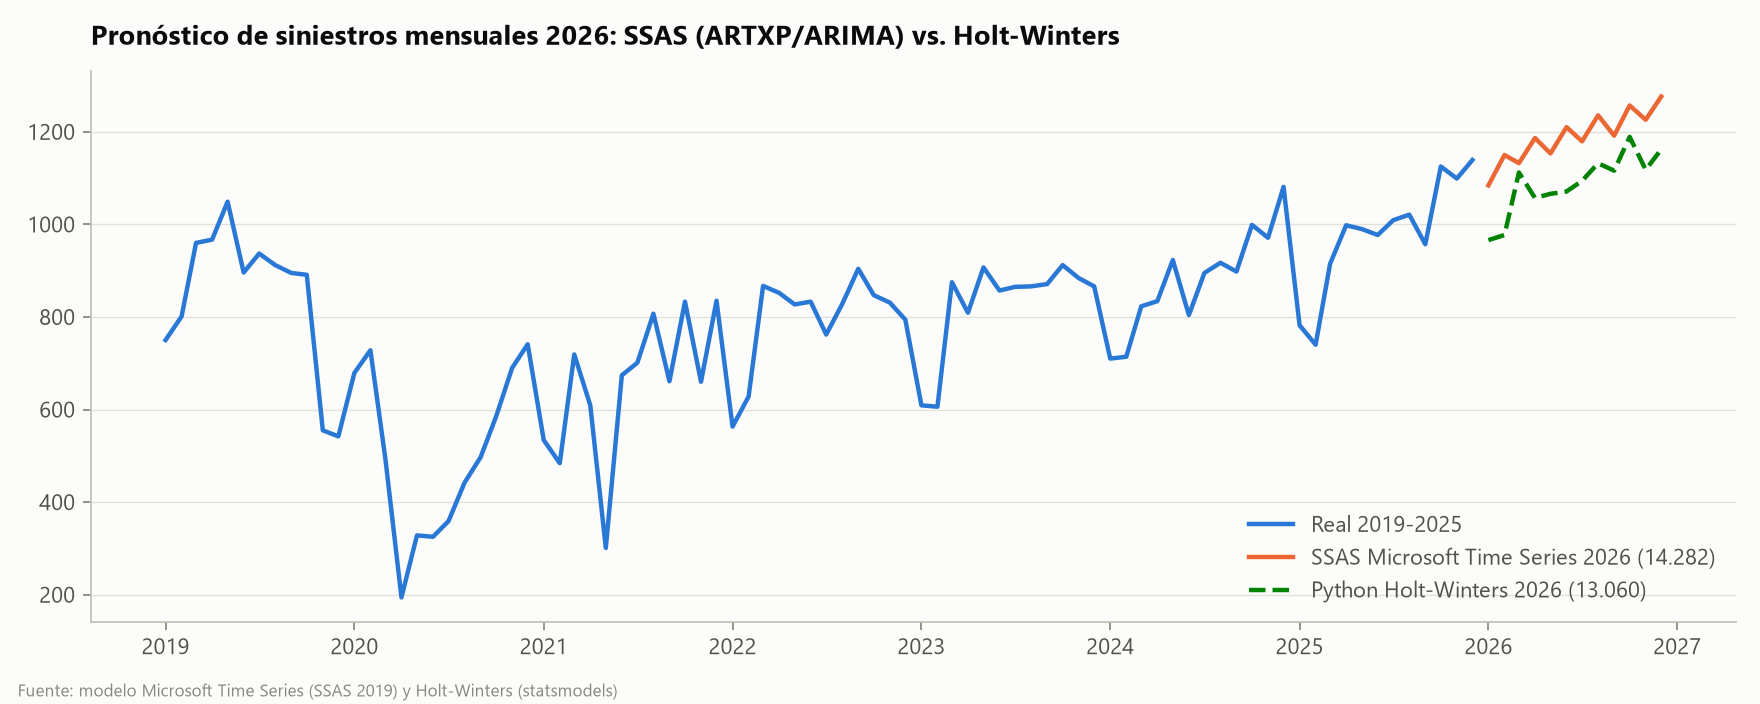 Pronóstico de siniestros mensuales 2026: SSAS (ARTXP/ARIMA) vs. Holt-Winters
1200
1000
800
600
400
200
Real 2019-2025
SSAS Microsoft Time Series 2026 (14.282)
Python Holt-Winters 2026 (13.060)
2019 2020 2021 2022 2023 2024 2025 2026 2027
Fuente: modelo Microsoft Time Series (SSAS 2019) y Holt-Winters (statsmodels)